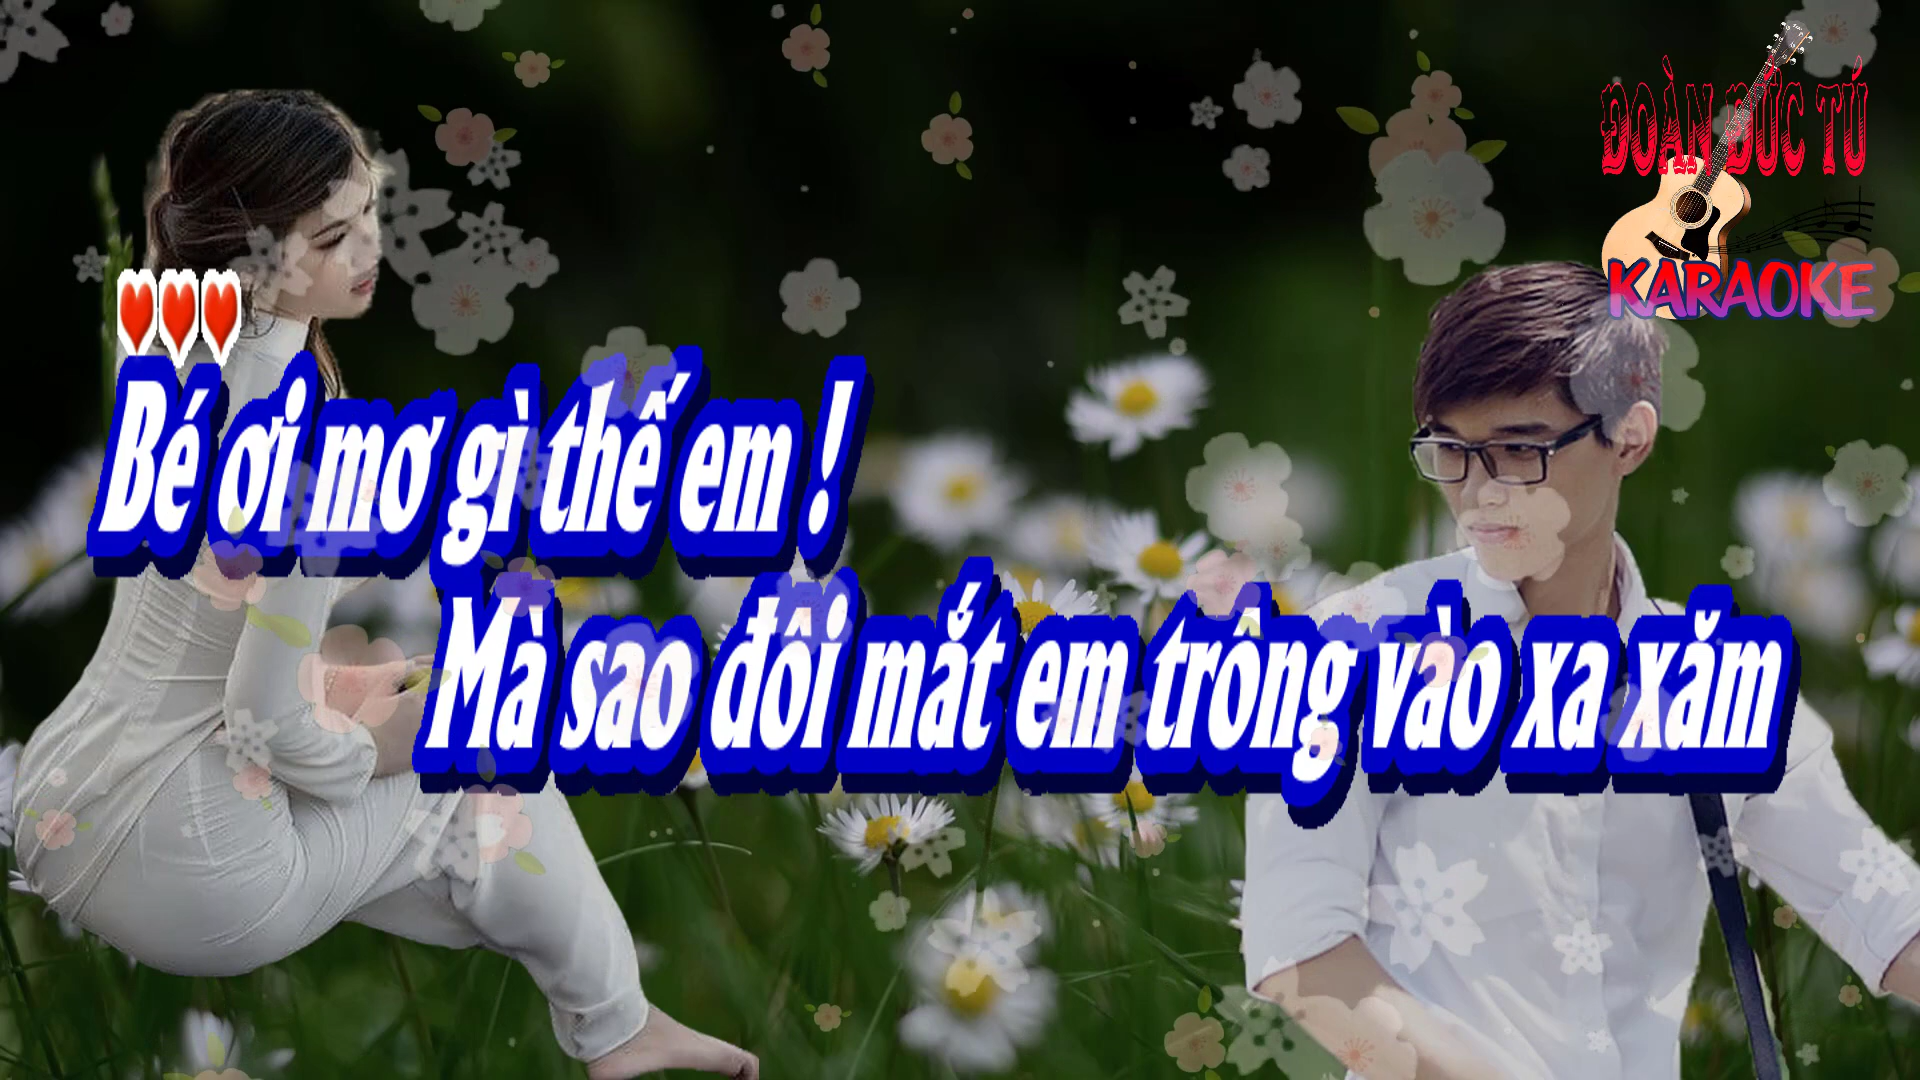 ĐOÀN ĐỨC TÚ
KARAOKE
Bé ơi mơ gì thế em !
Mà sao đôi mắt em trông vào xa xăm